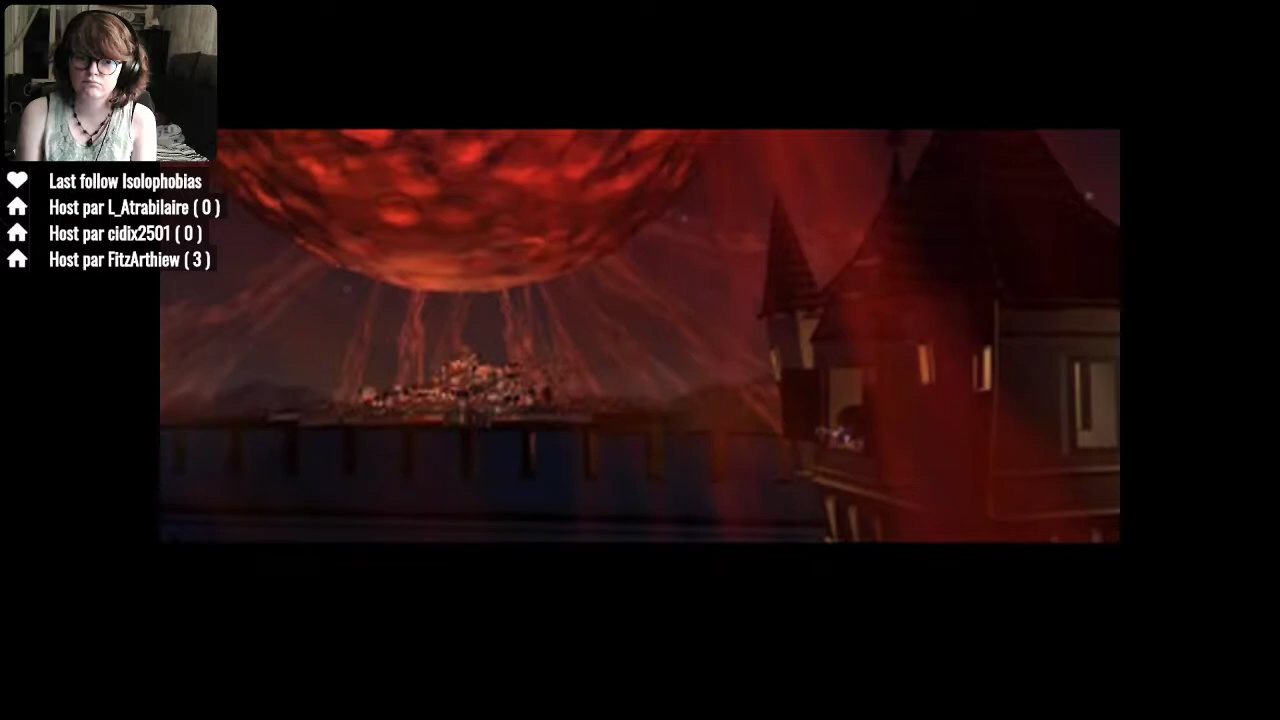 Last follow Isolophobias
Host par L_Atrabilaire ( 0 )
Host par cidix2501 ( 0 )
Host par FitzArthiew ( 3 )